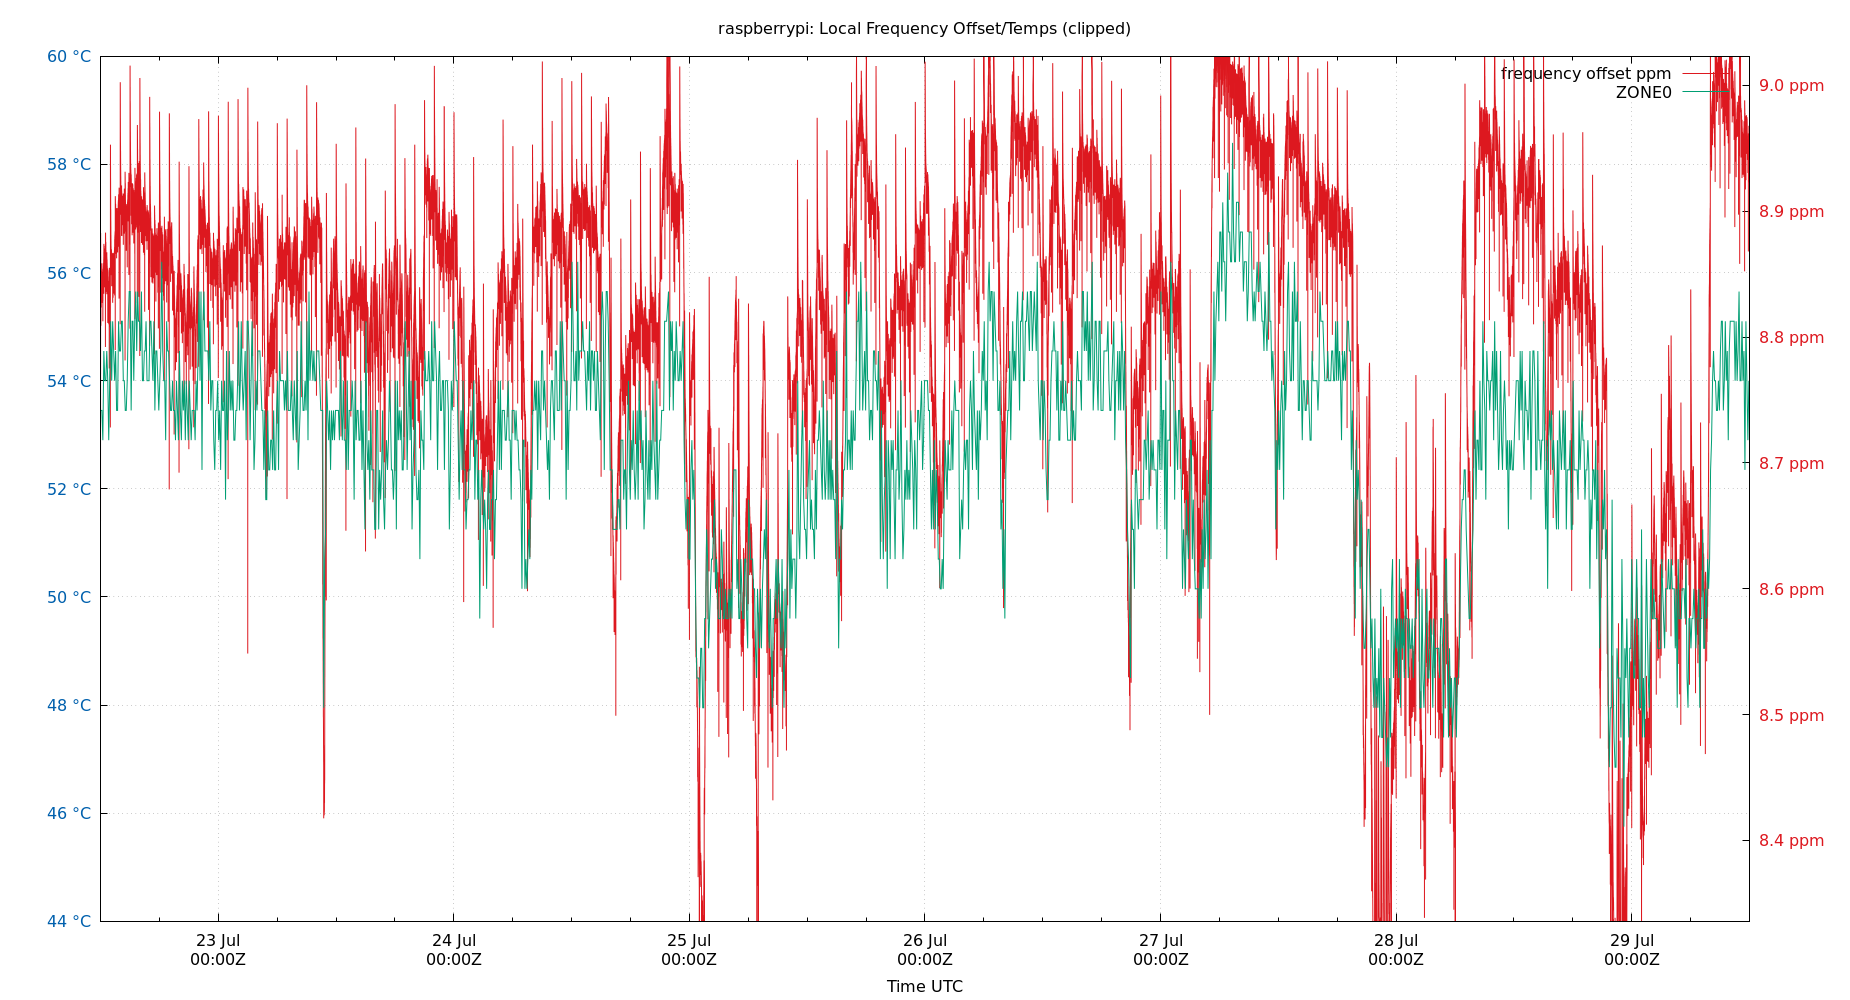 raspberrypi: Local Frequency Offset/Temps (clipped)
frequency offset ppm
ZONE0
60 °C
58 °C
56 °C
54 °C
52 °C
50 °C
48 °C
46 °C
44 °C
9.0 ppm
8.9 ppm
8.8 ppm
8.7 ppm
8.6 ppm
8.5 ppm
8.4 ppm
23 Jul
00:00Z
24 Jul
00:00Z
25 Jul
00:00Z
26 Jul
00:00Z
27 Jul
00:00Z
28 Jul
00:00Z
29 Jul
00:00Z
Time UTC